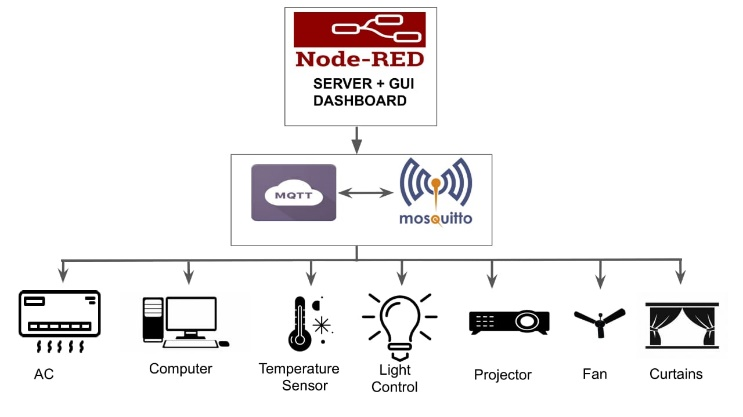 Node-RED
SERVER + GUI
DASHBOARD
MQTT
mosquitto
AC
Computer
Temperature
Sensor
Light
Control
Projector
Fan
Curtains